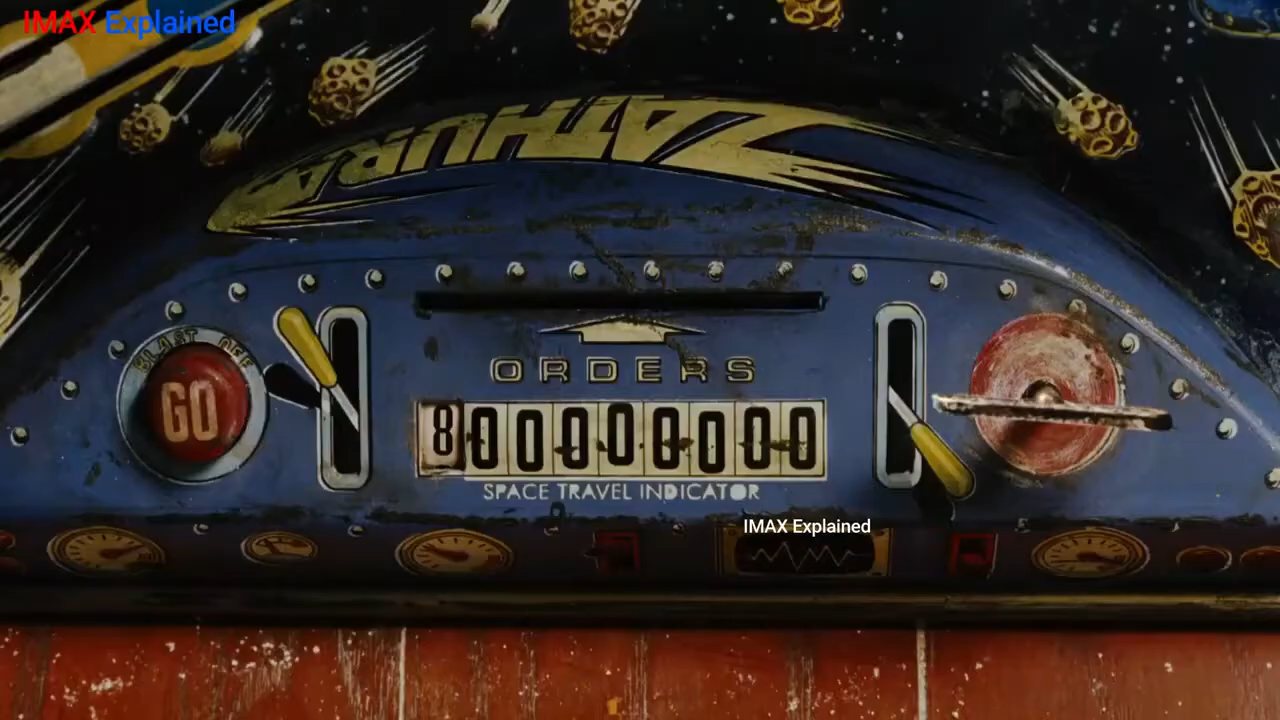 IMAX Explained
ZATHURA
BLAST OFF
GO
ORDERS
800000000
SPACE TRAVEL INDICATOR
IMAX Explained